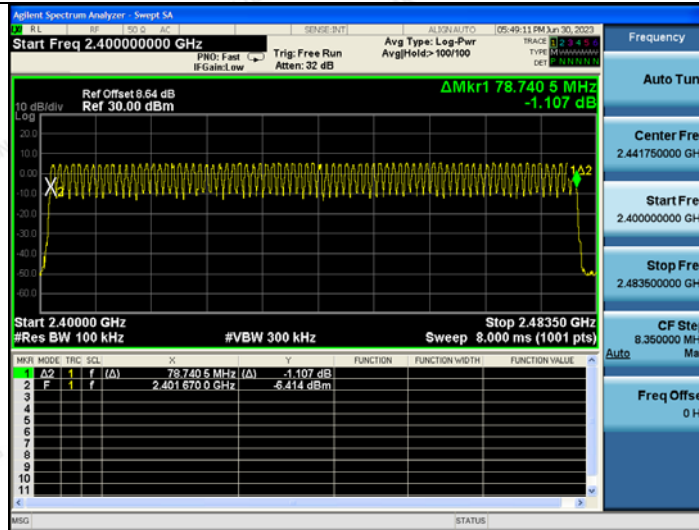 Agilent Spectrum Analyzer - Swept SA
RL RF 50 Ω AC SENSE:INT ALIGN AUTO 05:49:11 PM Jun 30, 2023
Start Freq 2.400000000 GHz
PNO: Fast
IFGain:Low
Trig: Free Run
Atten: 32 dB
Avg Type: Log-Pwr
Avg|Hold:> 100/100
TRACE 1 2 3 4 5 6
TYPE M
DET P N N N N N
ΔMkr1 78.740 5 MHz
-1.107 dB
Ref Offset 8.64 dB
10 dB/div Ref 30.00 dBm
Log
20.0
10.0
0.00
-10.0
-20.0
-30.0
-40.0
-50.0
-60.0
2
1Δ2
Start 2.40000 GHz Stop 2.48350 GHz
#Res BW 100 kHz #VBW 300 kHz Sweep 8.000 ms (1001 pts)
MKR MODE TRC SCL X Y FUNCTION FUNCTION WIDTH FUNCTION VALUE
1 Δ2 1 f (Δ) 78.740 5 MHz (Δ) -1.107 dB
2 F 1 f 2.401 670 0 GHz -6.414 dBm
3
4
5
6
7
8
9
10
11
MSG STATUS
Frequency
Auto Tun
Center Fre
2.441750000 GH
Start Fre
2.400000000 GH
Stop Fre
2.483500000 GH
CF Step
8.350000 MH
Auto Ma
Freq Offse
0 H